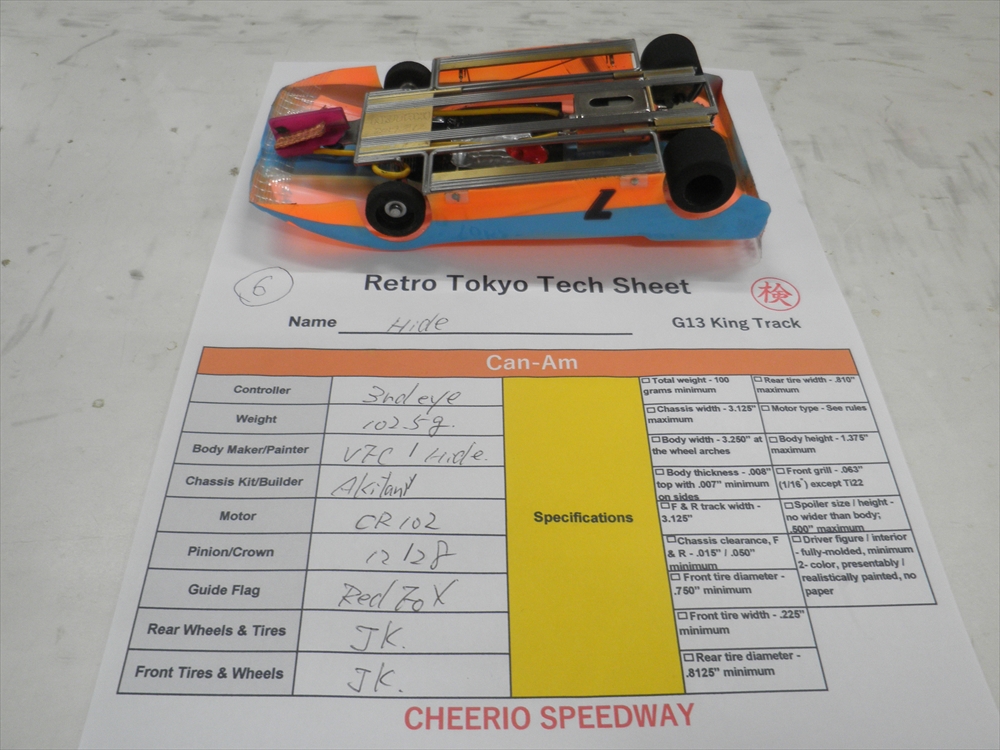 6
Retro Tokyo Tech Sheet
検
Name Hide
G13 King Track
Can-Am
Controller 3rd eye
Weight 102.5g.
Body Maker/Painter VFC / Hide.
Chassis Kit/Builder
Motor CR102
Pinion/Crown 12 / 28
Guide Flag Red Fox
Rear Wheels & Tires JK.
Front Tires & Wheels JK.
Specifications
Total weight - 100
grams minimum
Rear tire width - .810"
maximum
Chassis width - 3.125"
maximum
Motor type - See rules
Body width - 3.250" at
the wheel arches
Body height - 1.375"
maximum
Body thickness - .008"
top with .007" minimum
on sides
Front grill - .063"
(1/16") except Ti22
F & R track width -
3.125"
Spoiler size / height -
no wider than body;
.500" maximum
Chassis clearance, F
& R - .015" / .050"
minimum
Driver figure / interior
- fully-molded, minimum
2- color, presentably /
realistically painted, no
paper
Front tire diameter -
.750" minimum
Front tire width - .225"
minimum
Rear tire diameter -
.8125" minimum
CHEERIO SPEEDWAY